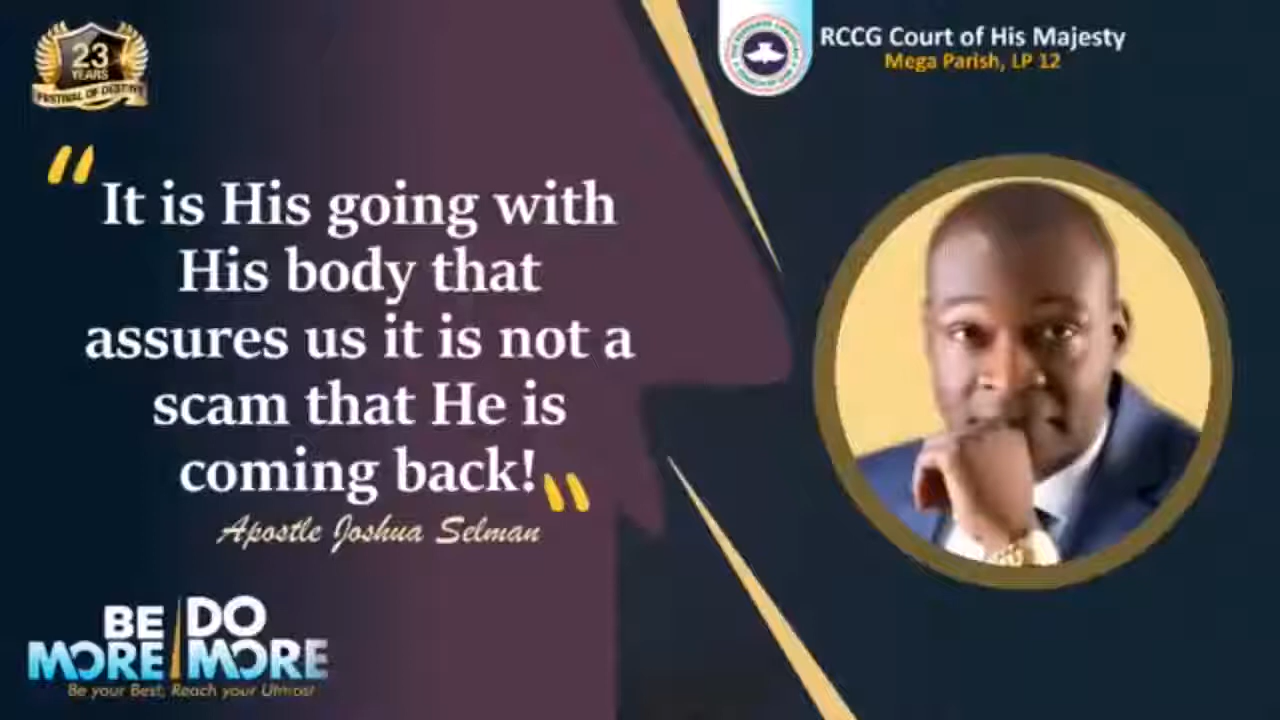 23
YEARS
FESTIVAL OF DESTINY
RCCG Court of His Majesty
Mega Parish, LP 12
“It is His going with
His body that
assures us it is not a
scam that He is
coming back!”
Apostle Joshua Selman
BE DO
MORE MORE
Be your Best, Reach your Utmost